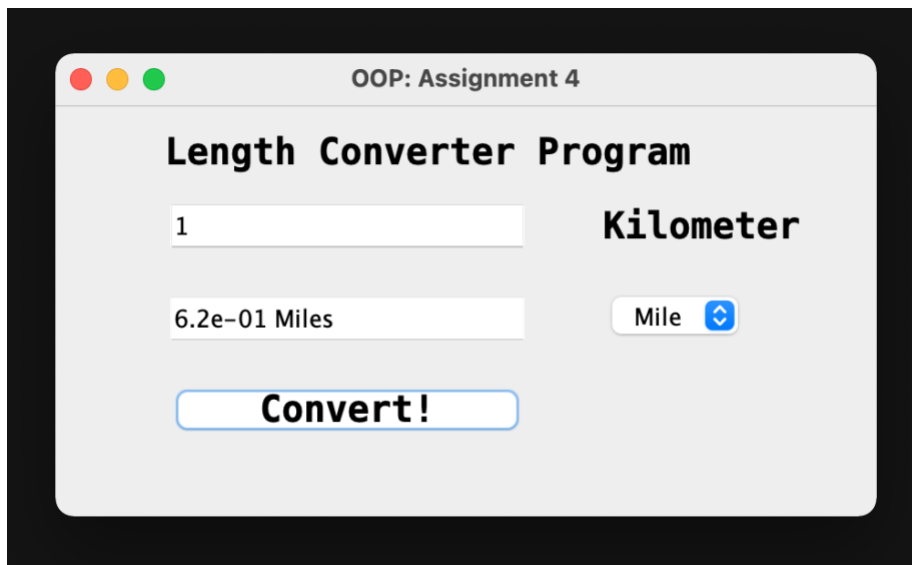 OOP: Assignment 4
Length Converter Program
1 Kilometer
6.2e−01 Miles Mile
Convert!